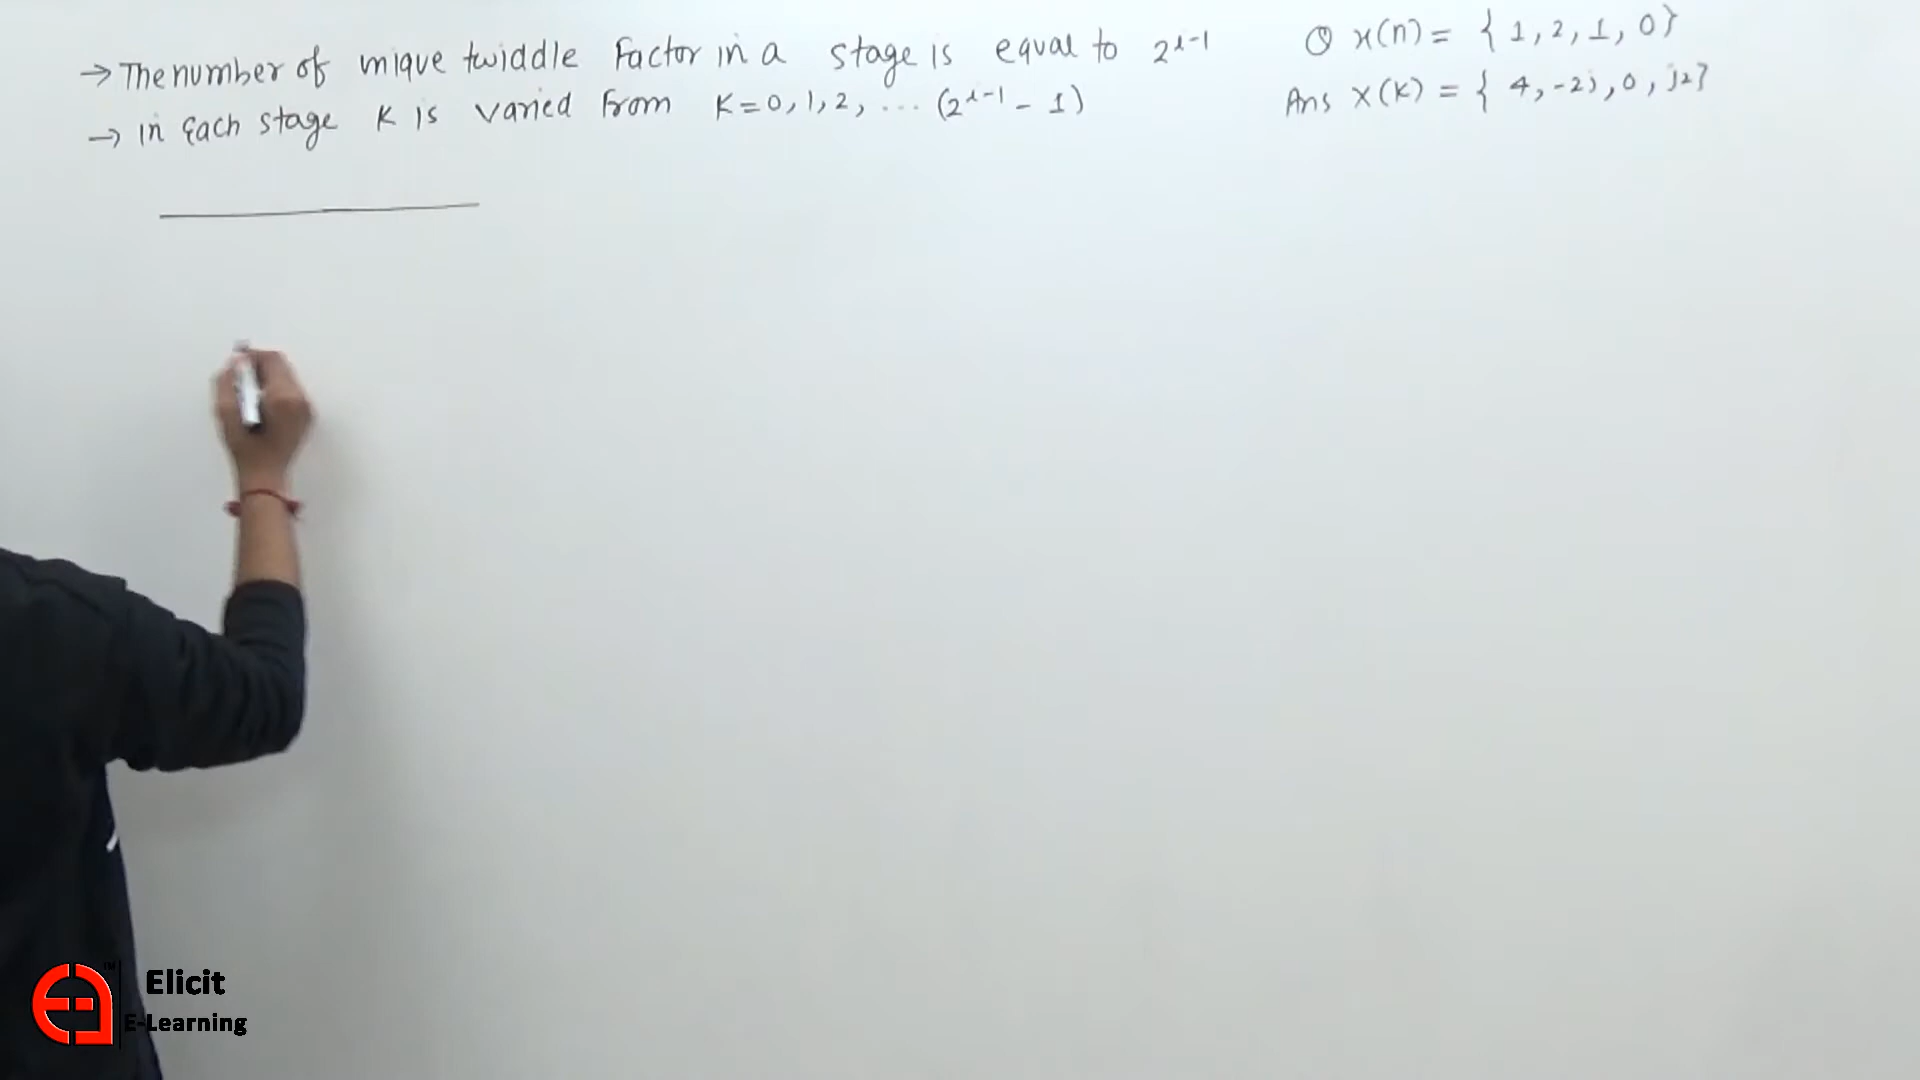 → The number of unique twiddle Factor in a stage is equal to 2^{λ-1}
→ in Each stage K is varied from K = 0, 1, 2, ... (2^{λ-1} - 1)
Q x(n) = { 1, 2, 1, 0 }
Ans X(K) = { 4, -2j, 0, j2 }
Elicit
E-Learning